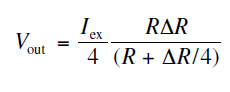 V_out = I_ex/4 RΔR/(R + ΔR/4)